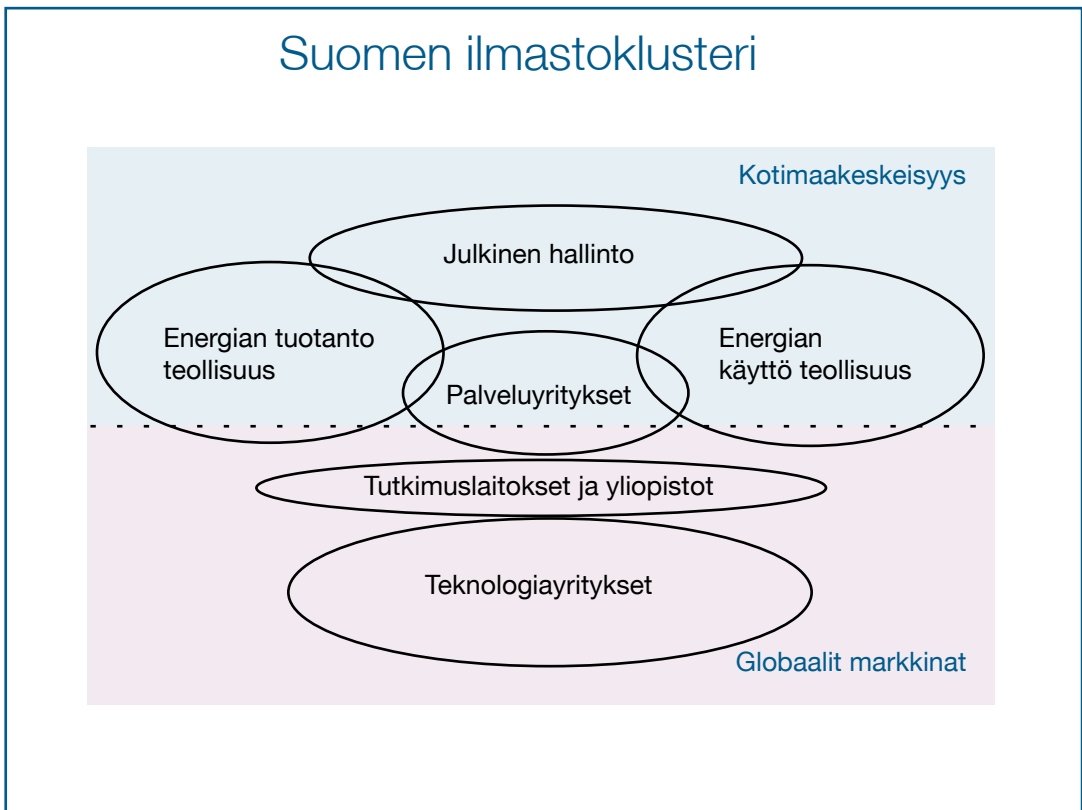 Suomen ilmastoklusteri
Kotimaakeskeisyys
Julkinen hallinto
Energian tuotanto
teollisuus
Energian
käyttö teollisuus
Palveluyritykset
Tutkimuslaitokset ja yliopistot
Teknologiayritykset
Globaalit markkinat